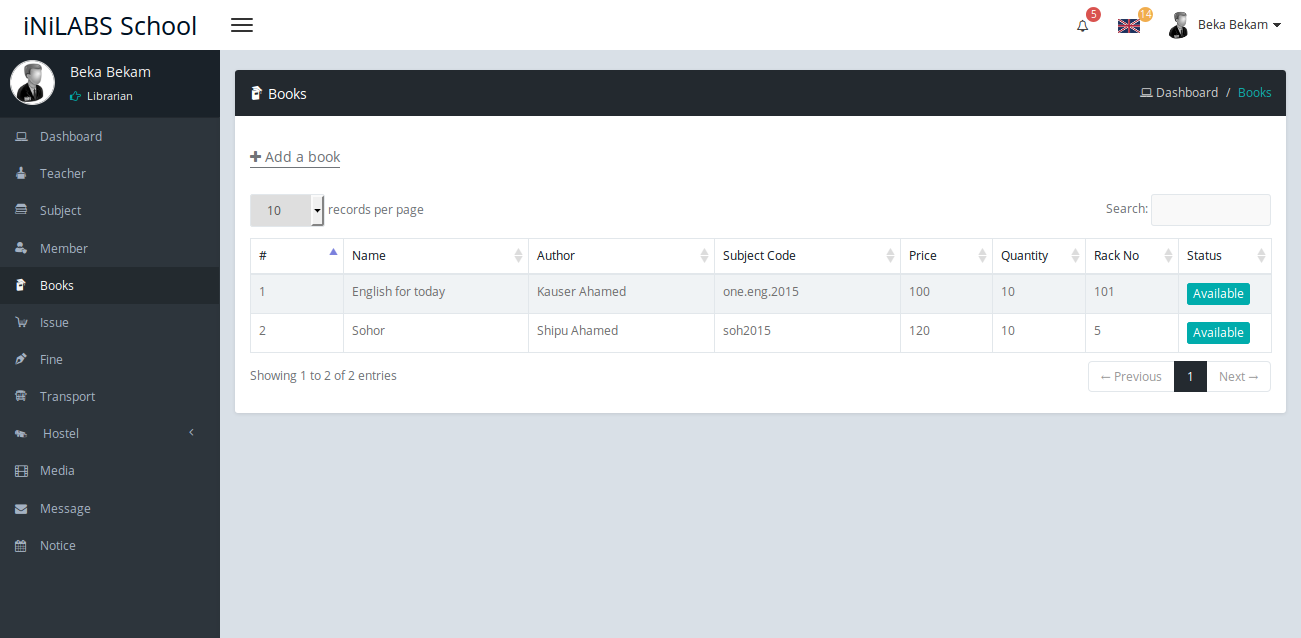 iNiLABS School
5
14
Beka Bekam
Beka Bekam
Librarian
Dashboard
Teacher
Subject
Member
Books
Issue
Fine
Transport
Hostel
Media
Message
Notice
Books
Dashboard / Books
Add a book
10 records per page
Search:
# Name Author Subject Code Price Quantity Rack No Status
1 English for today Kauser Ahamed one.eng.2015 100 10 101 Available
2 Sohor Shipu Ahamed soh2015 120 10 5 Available
Showing 1 to 2 of 2 entries
← Previous 1 Next →